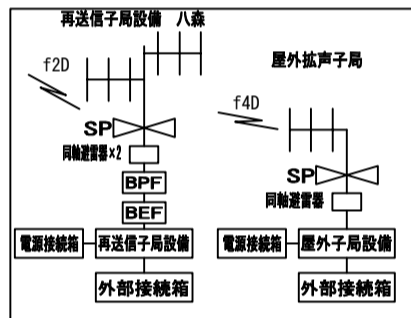 再送信子局設備 八森
f2D
SP
同軸避雷器×2
BPF
BEF
電源接続箱
再送信子局設備
外部接続箱
屋外拡声子局
f4D
SP
同軸避雷器
電源接続箱
屋外子局設備
外部接続箱